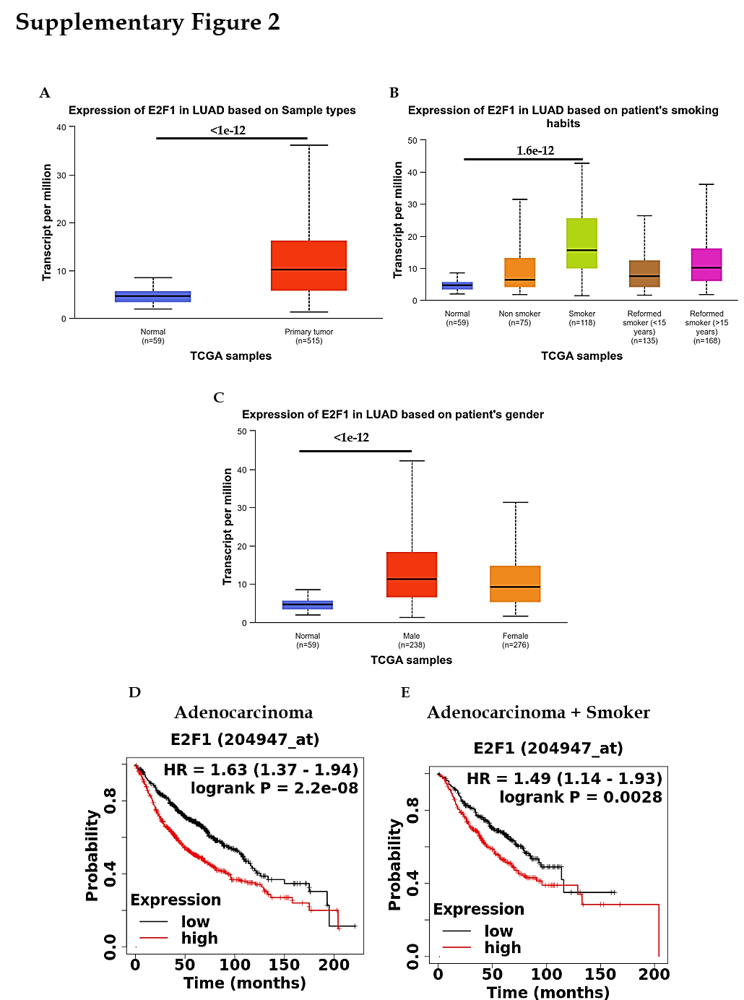 Supplementary Figure 2
A
Expression of E2F1 in LUAD based on Sample types
<1e-12
40
30
20
10
0
Transcript per million
Normal
(n=59)
Primary tumor
(n=515)
TCGA samples
B
Expression of E2F1 in LUAD based on patient's smoking
habits
1.6e-12
50
40
30
20
10
0
Transcript per million
Normal
(n=59)
Non smoker
(n=75)
Smoker
(n=118)
Reformed
smoker (<15
years)
(n=135)
Reformed
smoker (>15
years)
(n=168)
TCGA samples
C
Expression of E2F1 in LUAD based on patient's gender
<1e-12
50
40
30
20
10
0
Transcript per million
Normal
(n=59)
Male
(n=238)
Female
(n=276)
TCGA samples
D
Adenocarcinoma
E2F1 (204947_at)
HR = 1.63 (1.37 - 1.94)
logrank P = 2.2e-08
Probability
0.8
0.4
0.0
Expression
low
high
0 50 100 150 200
Time (months)
E
Adenocarcinoma + Smoker
E2F1 (204947_at)
HR = 1.49 (1.14 - 1.93)
logrank P = 0.0028
Probability
0.8
0.4
0.0
Expression
low
high
0 50 100 150 200
Time (months)